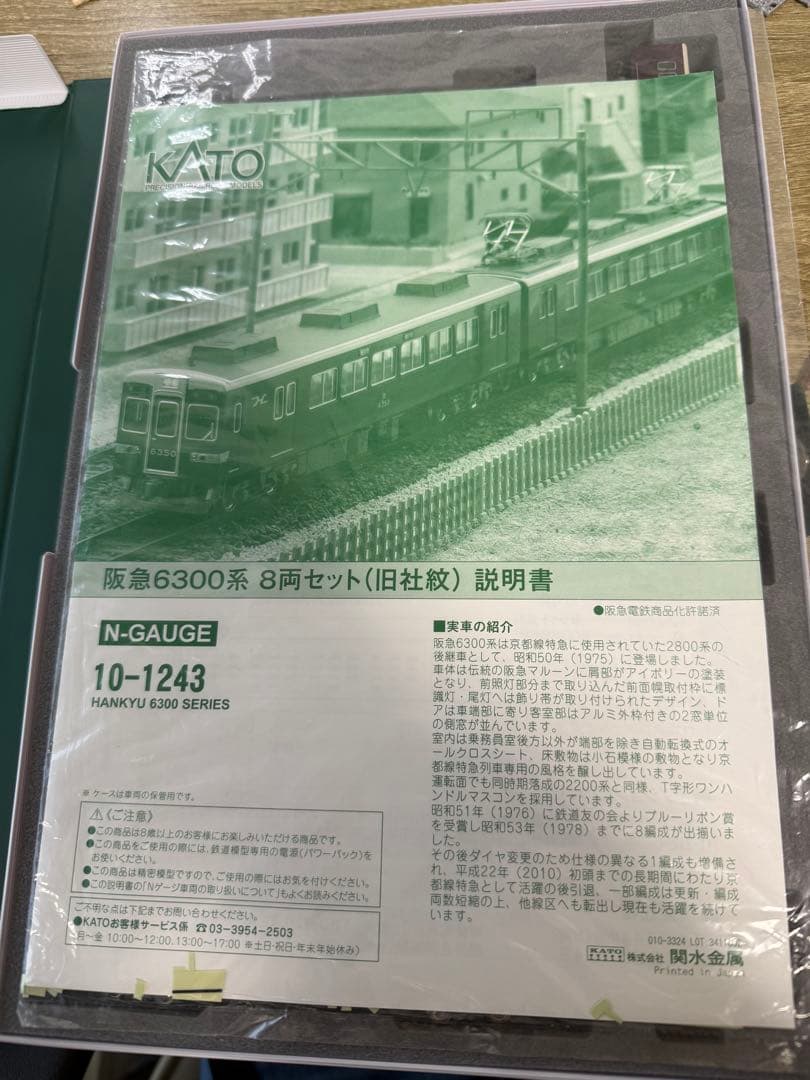 KATO
PRECISION RAILROAD MODELS
6350
阪急6300系 8両セット(旧社紋) 説明書
●阪急電鉄商品化許諾済
N-GAUGE
10-1243
HANKYU 6300 SERIES
■実車の紹介
阪急6300系は京都線特急に使用されていた2800系の
後継車として、昭和50年(1975)に登場しました。
車体は伝統の阪急マルーンに肩部がアイボリーの塗装
となり、前照灯部分まで取り込んだ前面幌取付枠に標
識灯・尾灯へは飾り帯が取り付けられたデザイン、ド
アは車端部に寄り客室部はアルミ外枠付きの2窓単位
の側窓が並んでいます。
室内は乗務員室後方以外が端部を除き自動転換式のオ
ールクロスシート、床敷物は小石模様の敷物となり京
都線特急列車専用の風格を醸し出しています。
運転面でも同時期落成の2200系と同様、T字形ワンハ
ンドルマスコンを採用しています。
昭和51年(1976)に鉄道友の会よりブルーリボン賞
を受賞し昭和53年(1978)までに8編成が出揃いまし
た。
その後ダイヤ変更のため仕様の異なる1編成も増備さ
れ、平成22年(2010)初頭までの長期間にわたり京
都線特急として活躍の後引退、一部編成は更新・編成
両数短縮の上、他線区へも転出し現在も活躍を続けて
います。
※ ケースは車両の保管用です。
⚠《ご注意》
●この商品は8歳以上のお客様にお楽しみいただける商品です。
●この商品をご使用の際には、鉄道模型専用の電源(パワーパック)を
お使いください。
●この商品は精密模型ですので、ご使用の際にはお気を付けください。
●この説明書の「Nゲージ車両の取り扱いについて」もよくお読みください。
ご不明な点は下記までお問い合わせください。
●KATOお客様サービス係 ☎03-3954-2503
月〜金 10:00〜12:00、13:00〜17:00 ※土日・祝日・年末年始休み)
010-3324 LOT
KATO 株式会社 関水金属
Printed in Japan